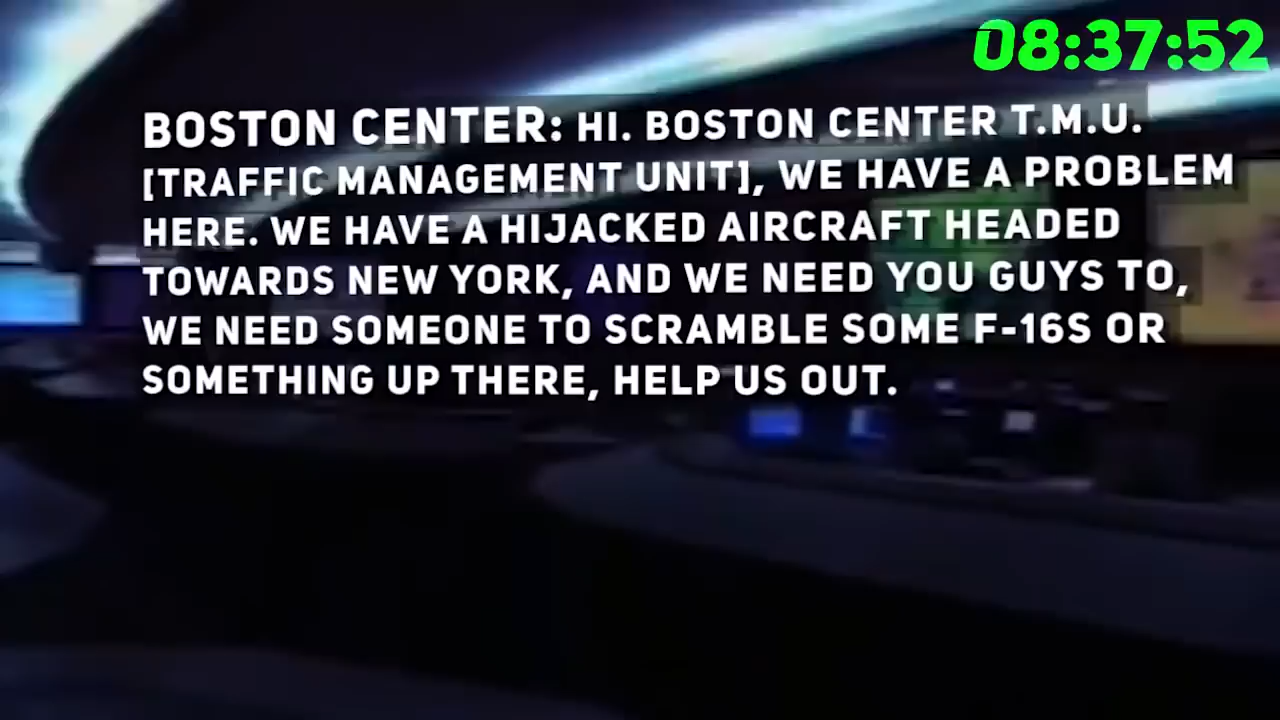 08:37:52
BOSTON CENTER: HI. BOSTON CENTER T.M.U.
[TRAFFIC MANAGEMENT UNIT], WE HAVE A PROBLEM
HERE. WE HAVE A HIJACKED AIRCRAFT HEADED
TOWARDS NEW YORK, AND WE NEED YOU GUYS TO,
WE NEED SOMEONE TO SCRAMBLE SOME F-16S OR
SOMETHING UP THERE, HELP US OUT.